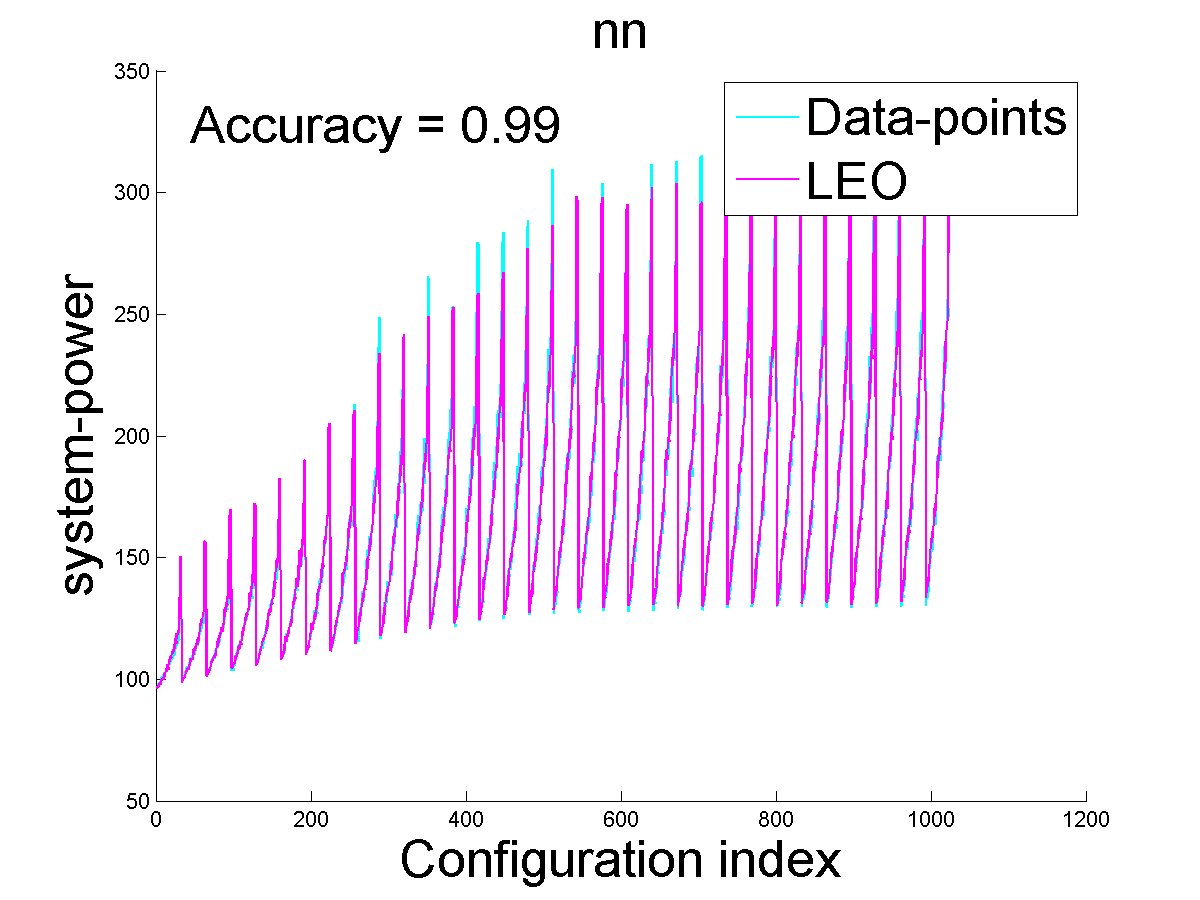 nn
Accuracy = 0.99
Data-points
LEO
system-power
350
300
250
200
150
100
50
0 200 400 600 800 1000 1200
Configuration index